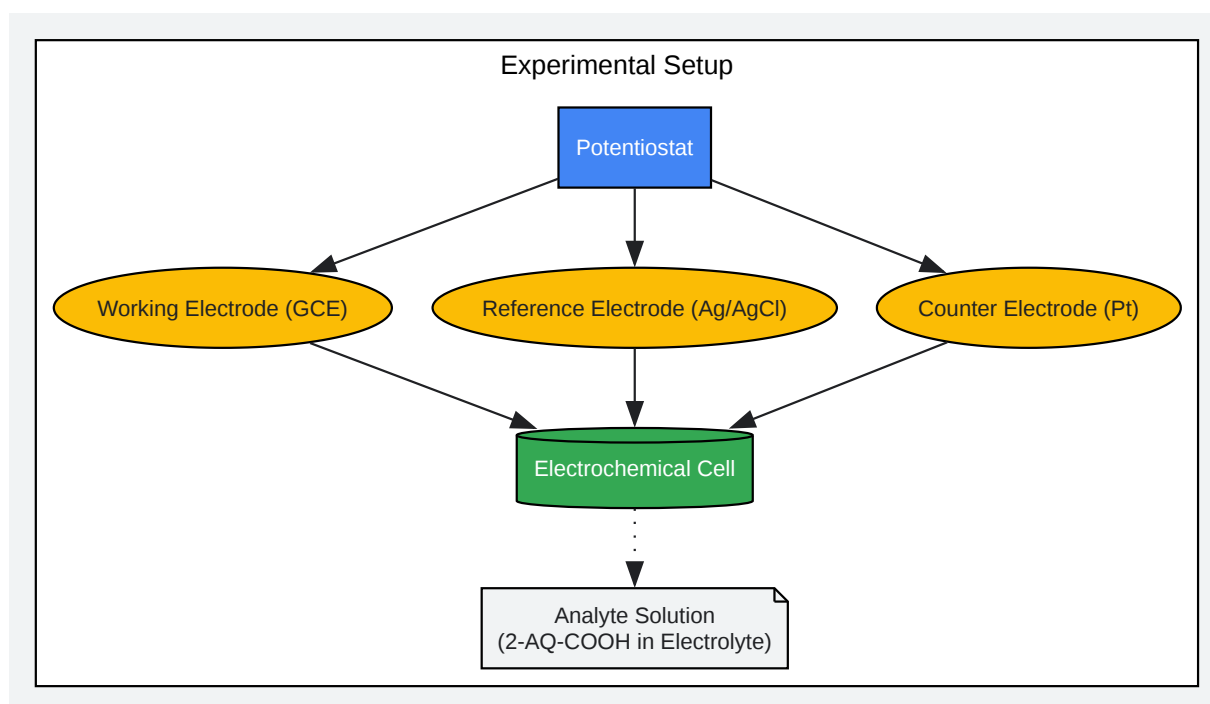 Experimental Setup
Potentiostat
Working Electrode (GCE)
Reference Electrode (Ag/AgCl)
Counter Electrode (Pt)
Electrochemical Cell
Analyte Solution
(2-AQ-COOH in Electrolyte)